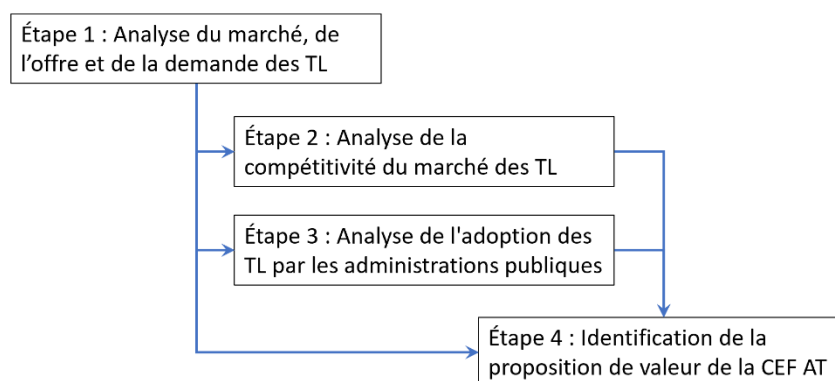 Étape 1 : Analyse du marché, de
l’offre et de la demande des TL
Étape 2 : Analyse de la
compétitivité du marché des TL
Étape 3 : Analyse de l'adoption des
TL par les administrations publiques
Étape 4 : Identification de la
proposition de valeur de la CEF AT